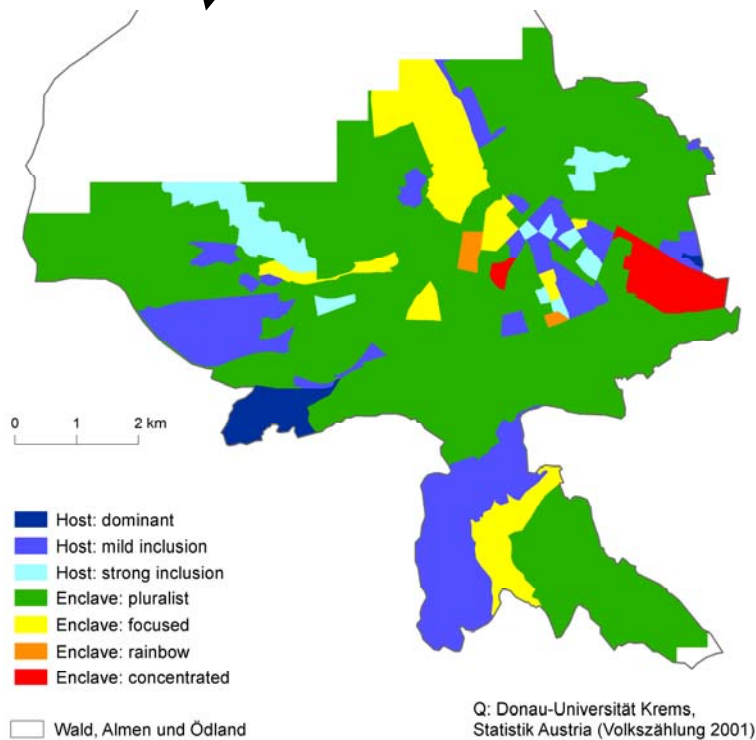 0 1 2 km
Host: dominant
Host: mild inclusion
Host: strong inclusion
Enclave: pluralist
Enclave: focused
Enclave: rainbow
Enclave: concentrated
Wald, Almen und Ödland
Q: Donau-Universität Krems,
Statistik Austria (Volkszählung 2001)